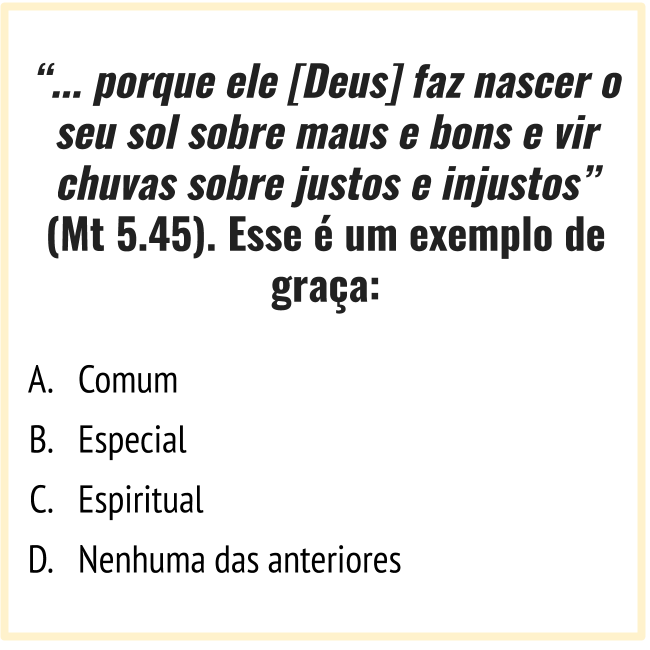 “... porque ele [Deus] faz nascer o
seu sol sobre maus e bons e vir
chuvas sobre justos e injustos”
(Mt 5.45). Esse é um exemplo de
graça:
A. Comum
B. Especial
C. Espiritual
D. Nenhuma das anteriores